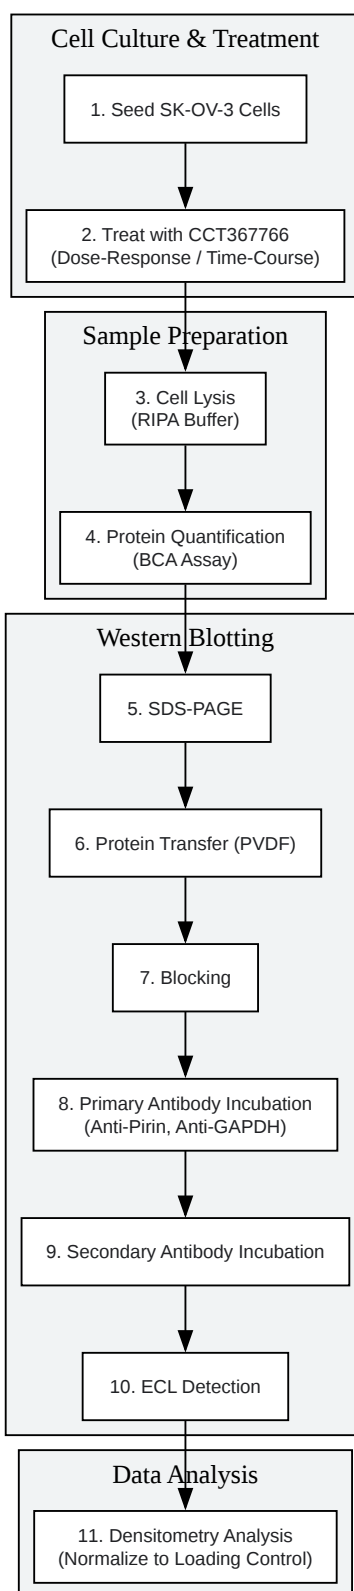 Cell Culture & Treatment
1. Seed SK-OV-3 Cells
2. Treat with CCT367766
(Dose-Response / Time-Course)
Sample Preparation
3. Cell Lysis
(RIPA Buffer)
4. Protein Quantification
(BCA Assay)
Western Blotting
5. SDS-PAGE
6. Protein Transfer (PVDF)
7. Blocking
8. Primary Antibody Incubation
(Anti-Pirin, Anti-GAPDH)
9. Secondary Antibody Incubation
10. ECL Detection
Data Analysis
11. Densitometry Analysis
(Normalize to Loading Control)